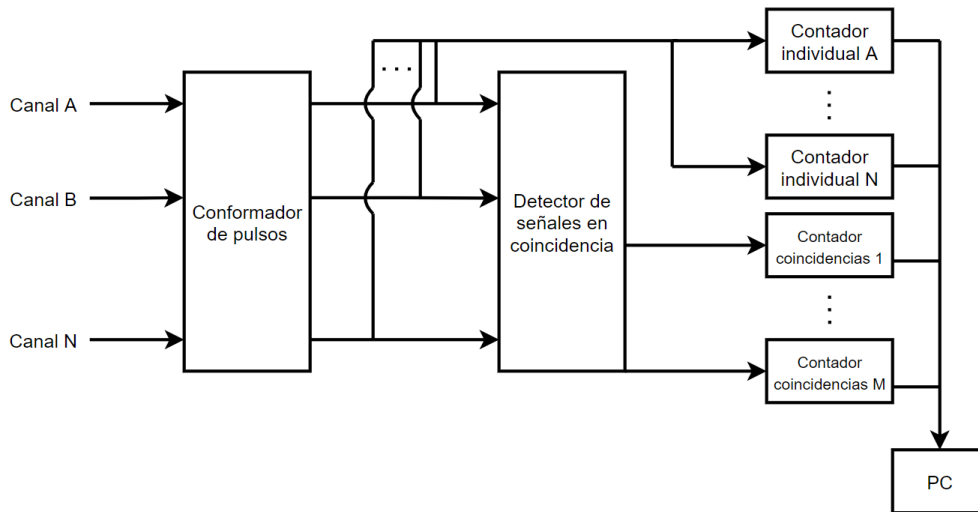 Contador
individual A
Canal A
Contador
individual N
Canal B
Conformador
de pulsos
Detector de
señales en
coincidencia
Contador
coincidencias 1
Canal N
Contador
coincidencias M
PC